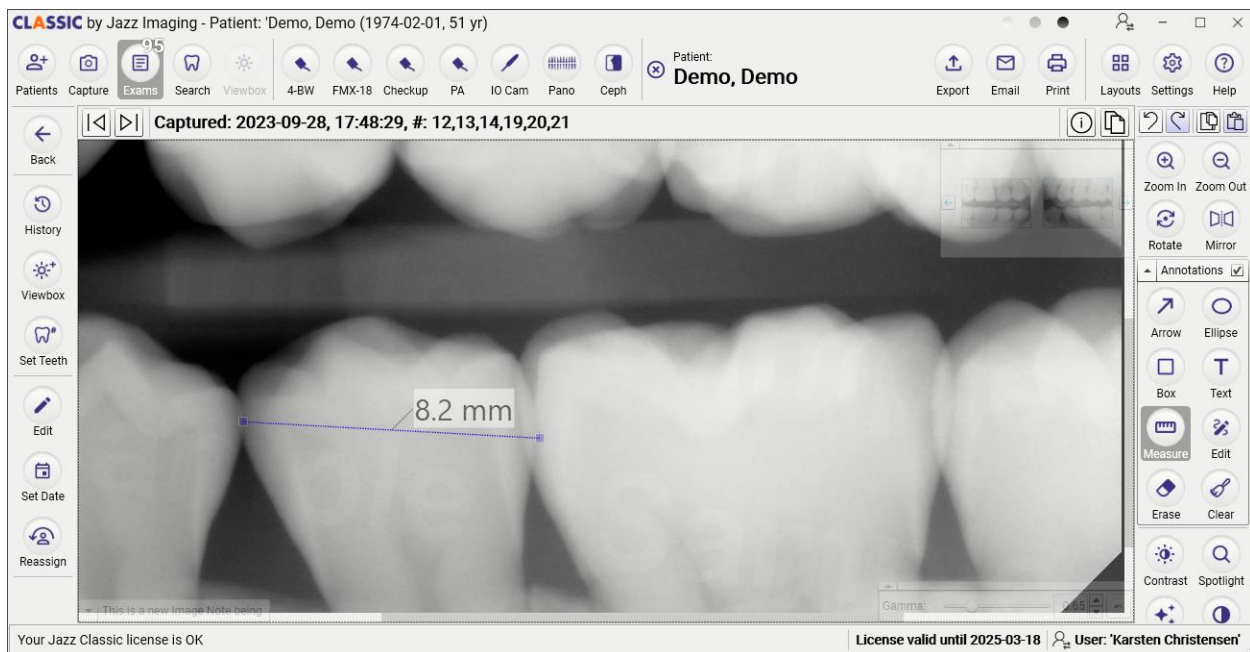 CLASSIC by Jazz Imaging - Patient: 'Demo, Demo (1974-02-01, 51 yr)
95
Patients Capture Exams Search Viewbox 4-BW FMX-18 Checkup PA IO Cam Pano Ceph
Patient:
Demo, Demo
Export Email Print Layouts Settings Help
Captured: 2023-09-28, 17:48:29, #: 12,13,14,19,20,21
Back
History
Viewbox
Set Teeth
Edit
Set Date
Reassign
8.2 mm
This is a new Image Note being
Gamma:
Zoom In Zoom Out
Rotate Mirror
Annotations
Arrow Ellipse
Box Text
Measure Edit
Erase Clear
Contrast Spotlight
Your Jazz Classic license is OK
License valid until 2025-03-18 User: 'Karsten Christensen'